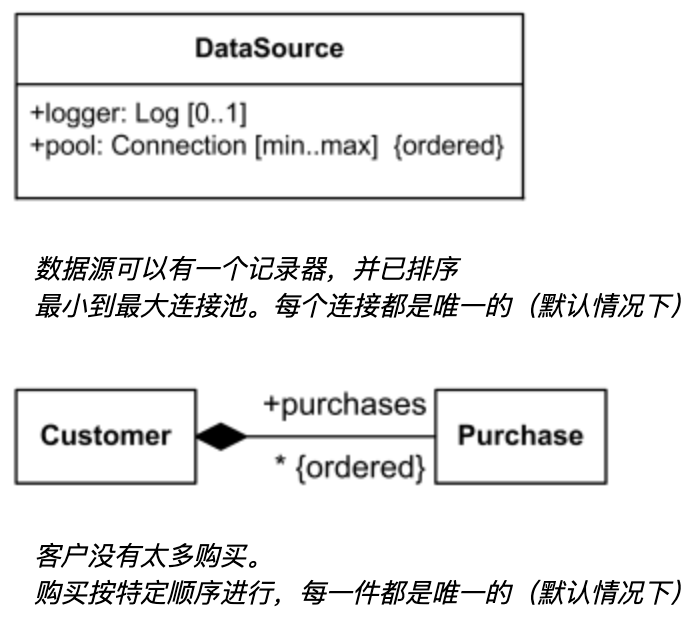 DataSource
+logger: Log [0..1]
+pool: Connection [min..max]  {ordered}
数据源可以有一个记录器，并已排序
最小到最大连接池。每个连接都是唯一的（默认情况下）
+purchases
Customer
Purchase
* {ordered}
客户没有太多购买。
购买按特定顺序进行，每一件都是唯一的（默认情况下）